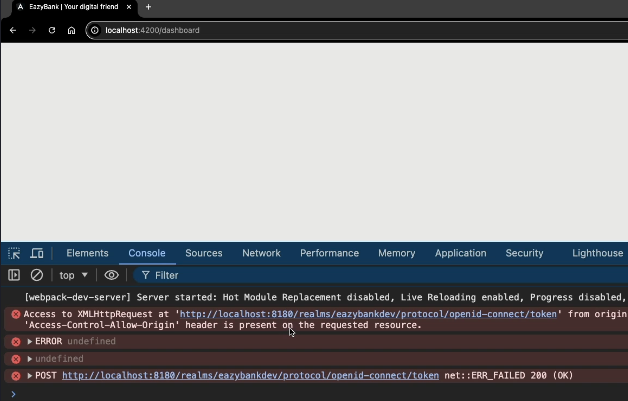 EazyBank | Your digital friend
localhost:4200/dashboard
Elements Console Sources Network Performance Memory Application Security Lighthouse
top Filter
[webpack-dev-server] Server started: Hot Module Replacement disabled, Live Reloading enabled, Progress disabled,
Access to XMLHttpRequest at 'http://localhost:8180/realms/eazybankdev/protocol/openid-connect/token' from origin
'Access-Control-Allow-Origin' header is present on the requested resource.
ERROR undefined
undefined
POST http://localhost:8180/realms/eazybankdev/protocol/openid-connect/token net::ERR_FAILED 200 (OK)